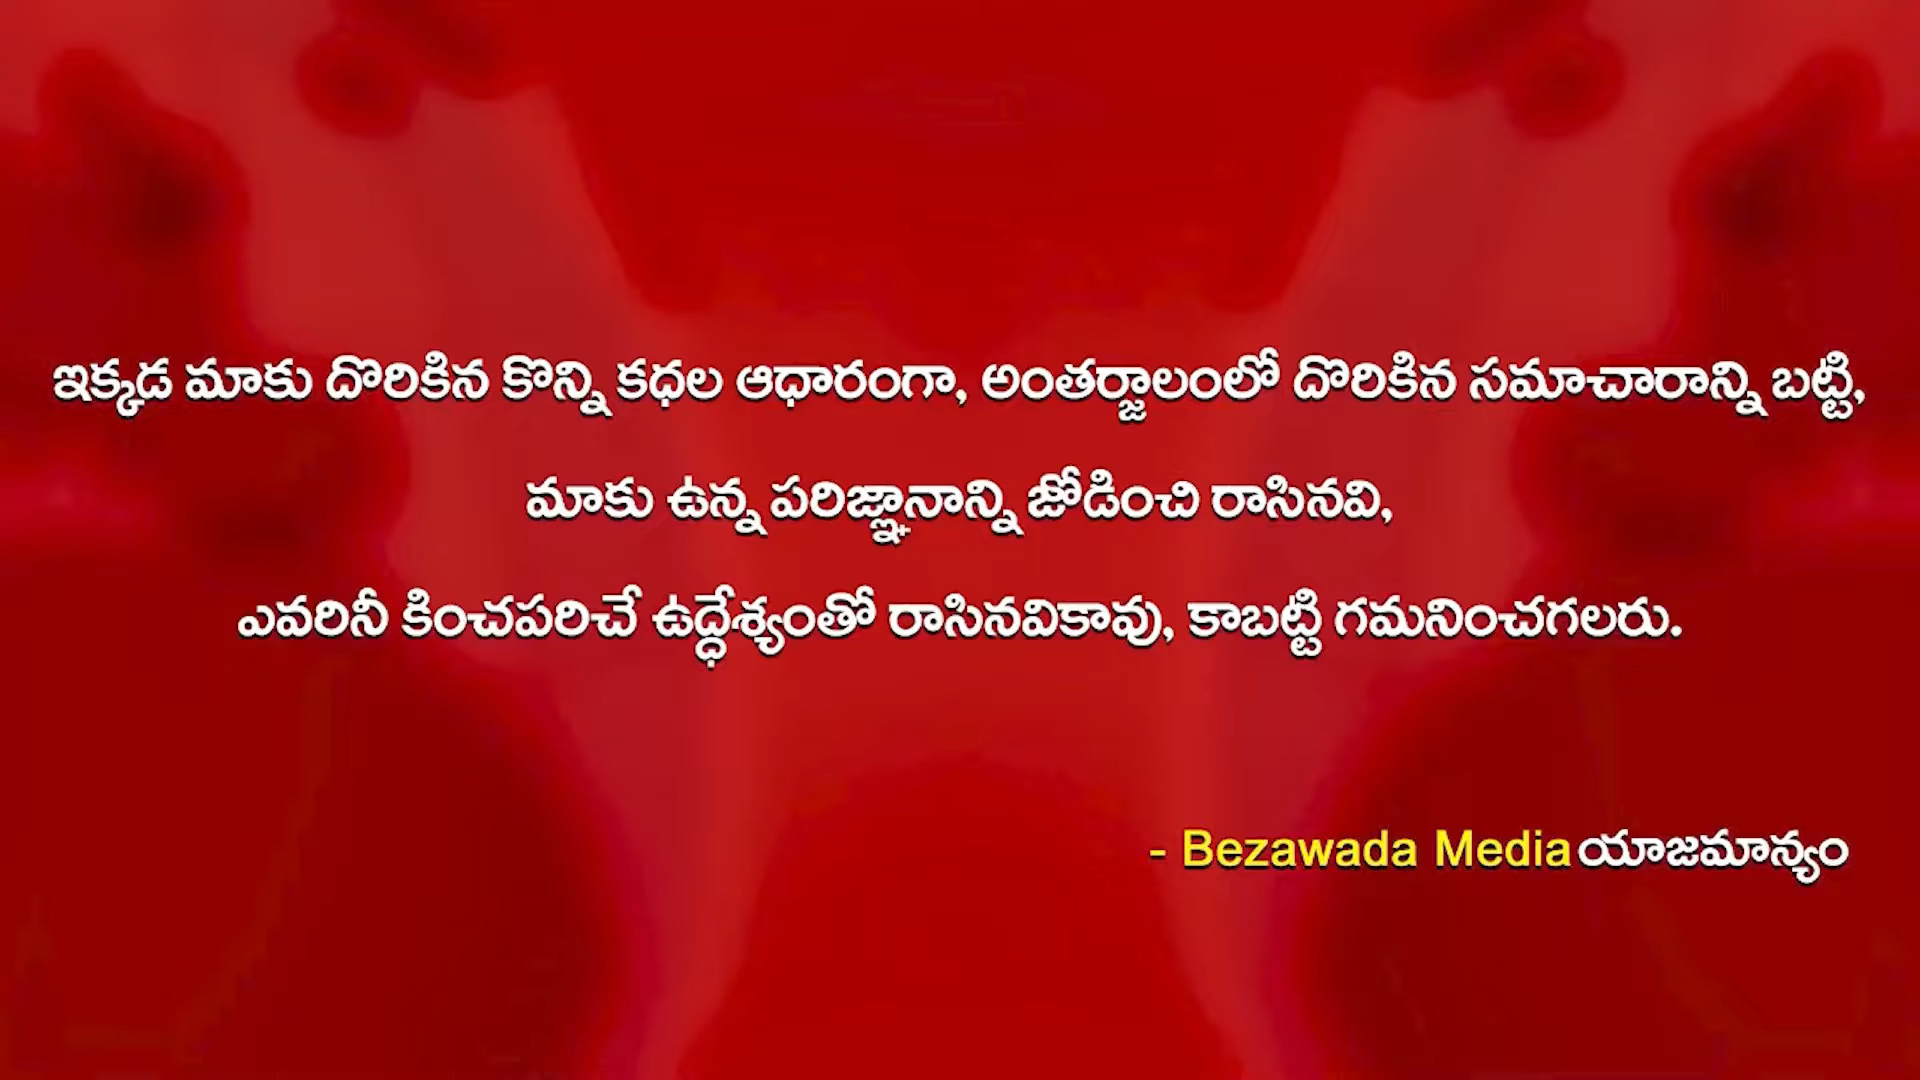 ఇక్కడ మాకు దొరికిన కొన్ని కధల ఆధారంగా, అంతర్జాలంలో దొరికిన సమాచారాన్ని బట్టి,
మాకు ఉన్న పరిజ్ఞానాన్ని జోడించి రాసినవి,
ఎవరినీ కించపరిచే ఉద్ధేశ్యంతో రాసినవికావు, కాబట్టి గమనించగలరు.
- Bezawada Media యాజమాన్యం